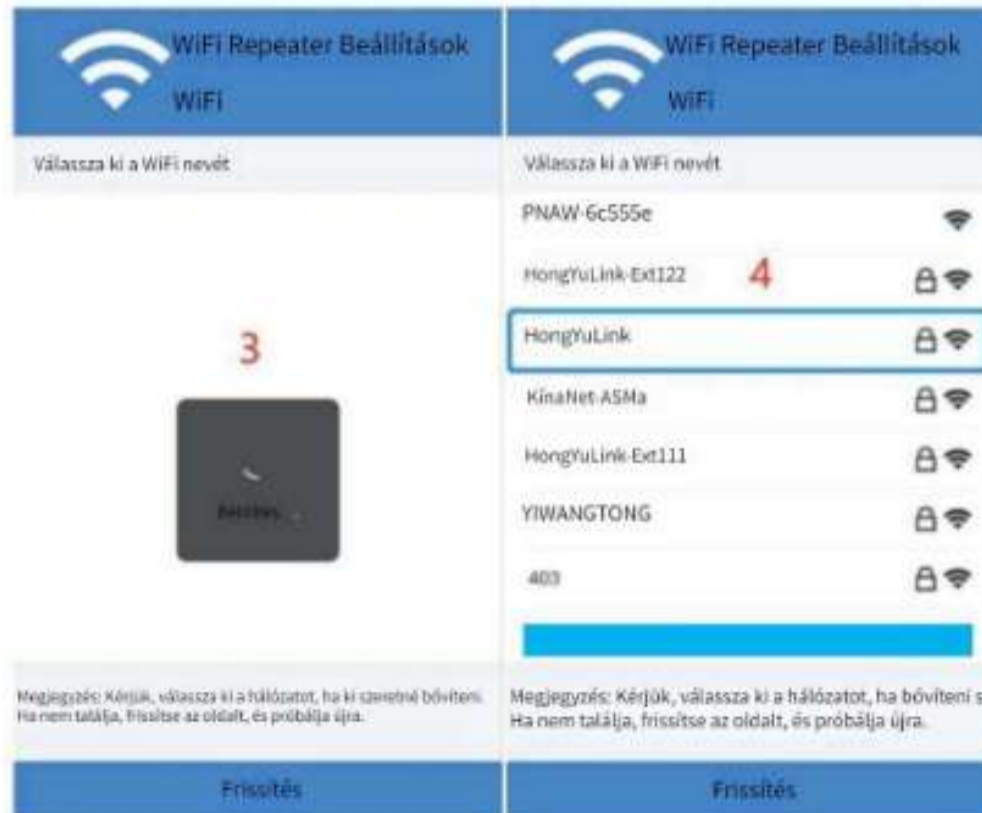 WiFi Repeater Beállítások
WiFi
Válassza ki a WiFi nevét
3
Megjegyzés: Kérjük, válassza ki a hálózatot, ha ki szeretné bővíteni.
Ha nem találja, frissítse az oldalt, és próbálja újra.
Frissítés
WiFi Repeater Beállítások
WiFi
Válassza ki a WiFi nevét
PNAW-6c555e
HongYuLink-Ext122
4
HongYuLink
KínaNet-ASMa
HongYuLink-Ext111
YIWANGTONG
403
Megjegyzés: Kérjük, válassza ki a hálózatot, ha bővíteni s
Ha nem találja, frissítse az oldalt, és próbálja újra.
Frissítés